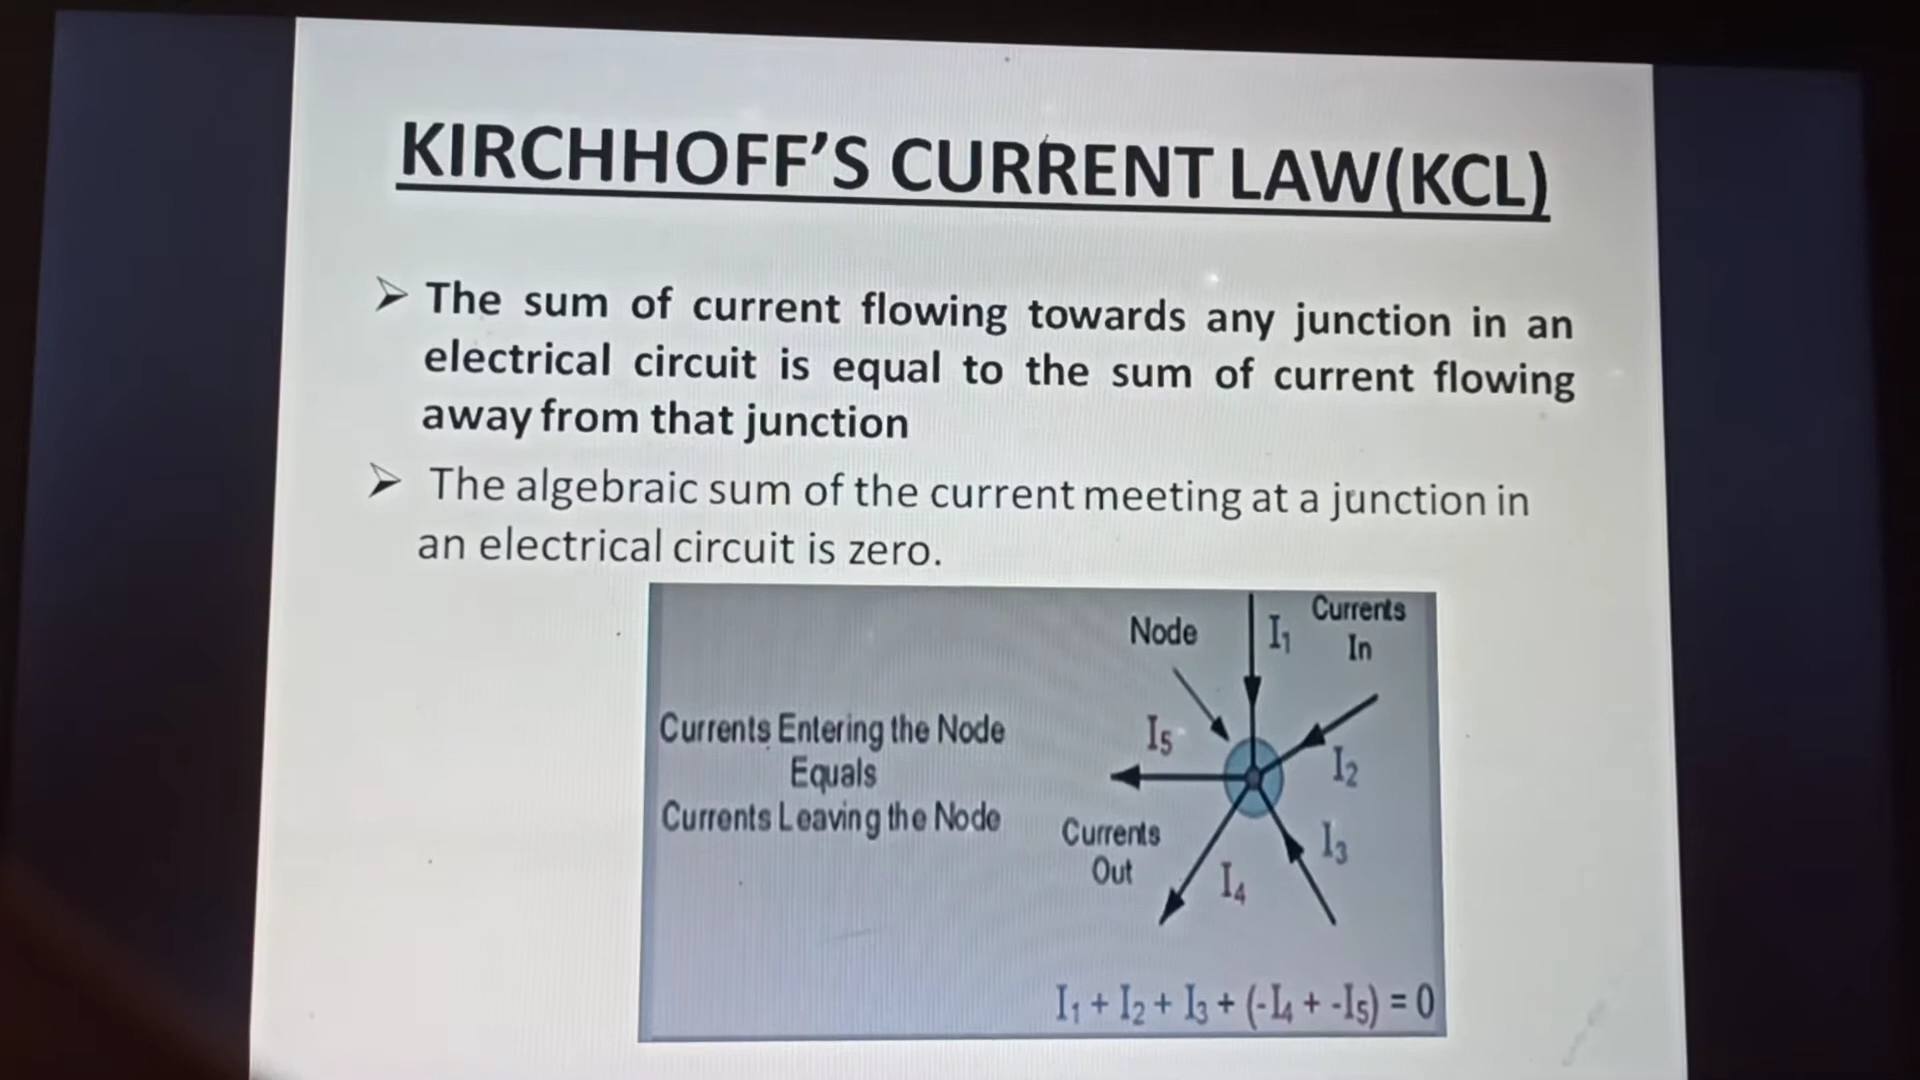 KIRCHHOFF'S CURRENT LAW(KCL)
➢ The sum of current flowing towards any junction in an
electrical circuit is equal to the sum of current flowing
away from that junction
➢ The algebraic sum of the current meeting at a junction in
an electrical circuit is zero.
Node
I₁
Currents
In
Currents Entering the Node
Equals
Currents Leaving the Node
I₅
I₂
Currents
Out
I₃
I₄
I₁ + I₂ + I₃ + (-I₄ + -I₅) = 0